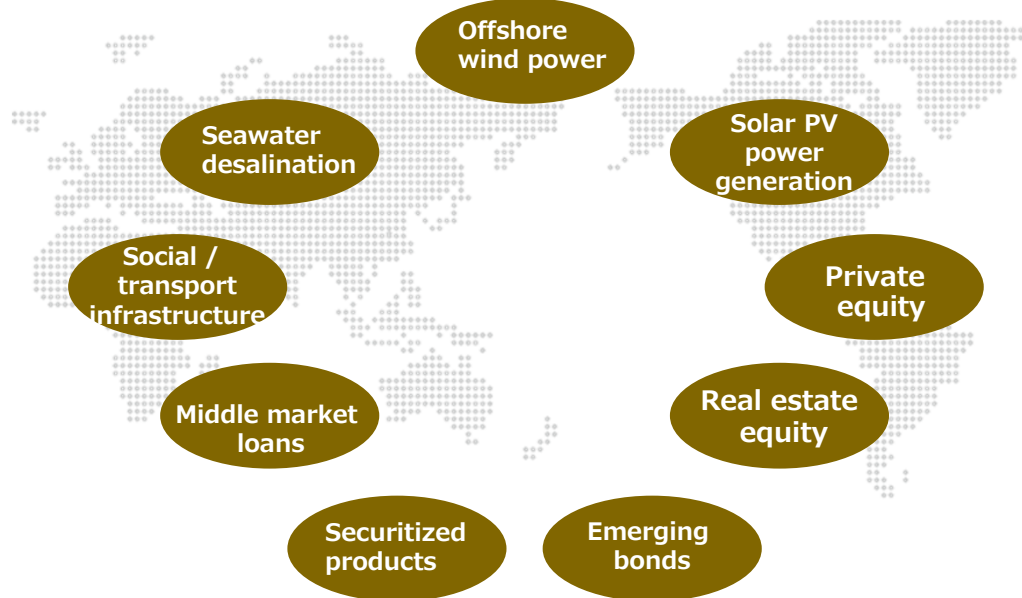 Offshore
wind power
Seawater
desalination
Solar PV
power
generation
Social /
transport
infrastructure
Private
equity
Middle market
loans
Real estate
equity
Securitized
products
Emerging
bonds